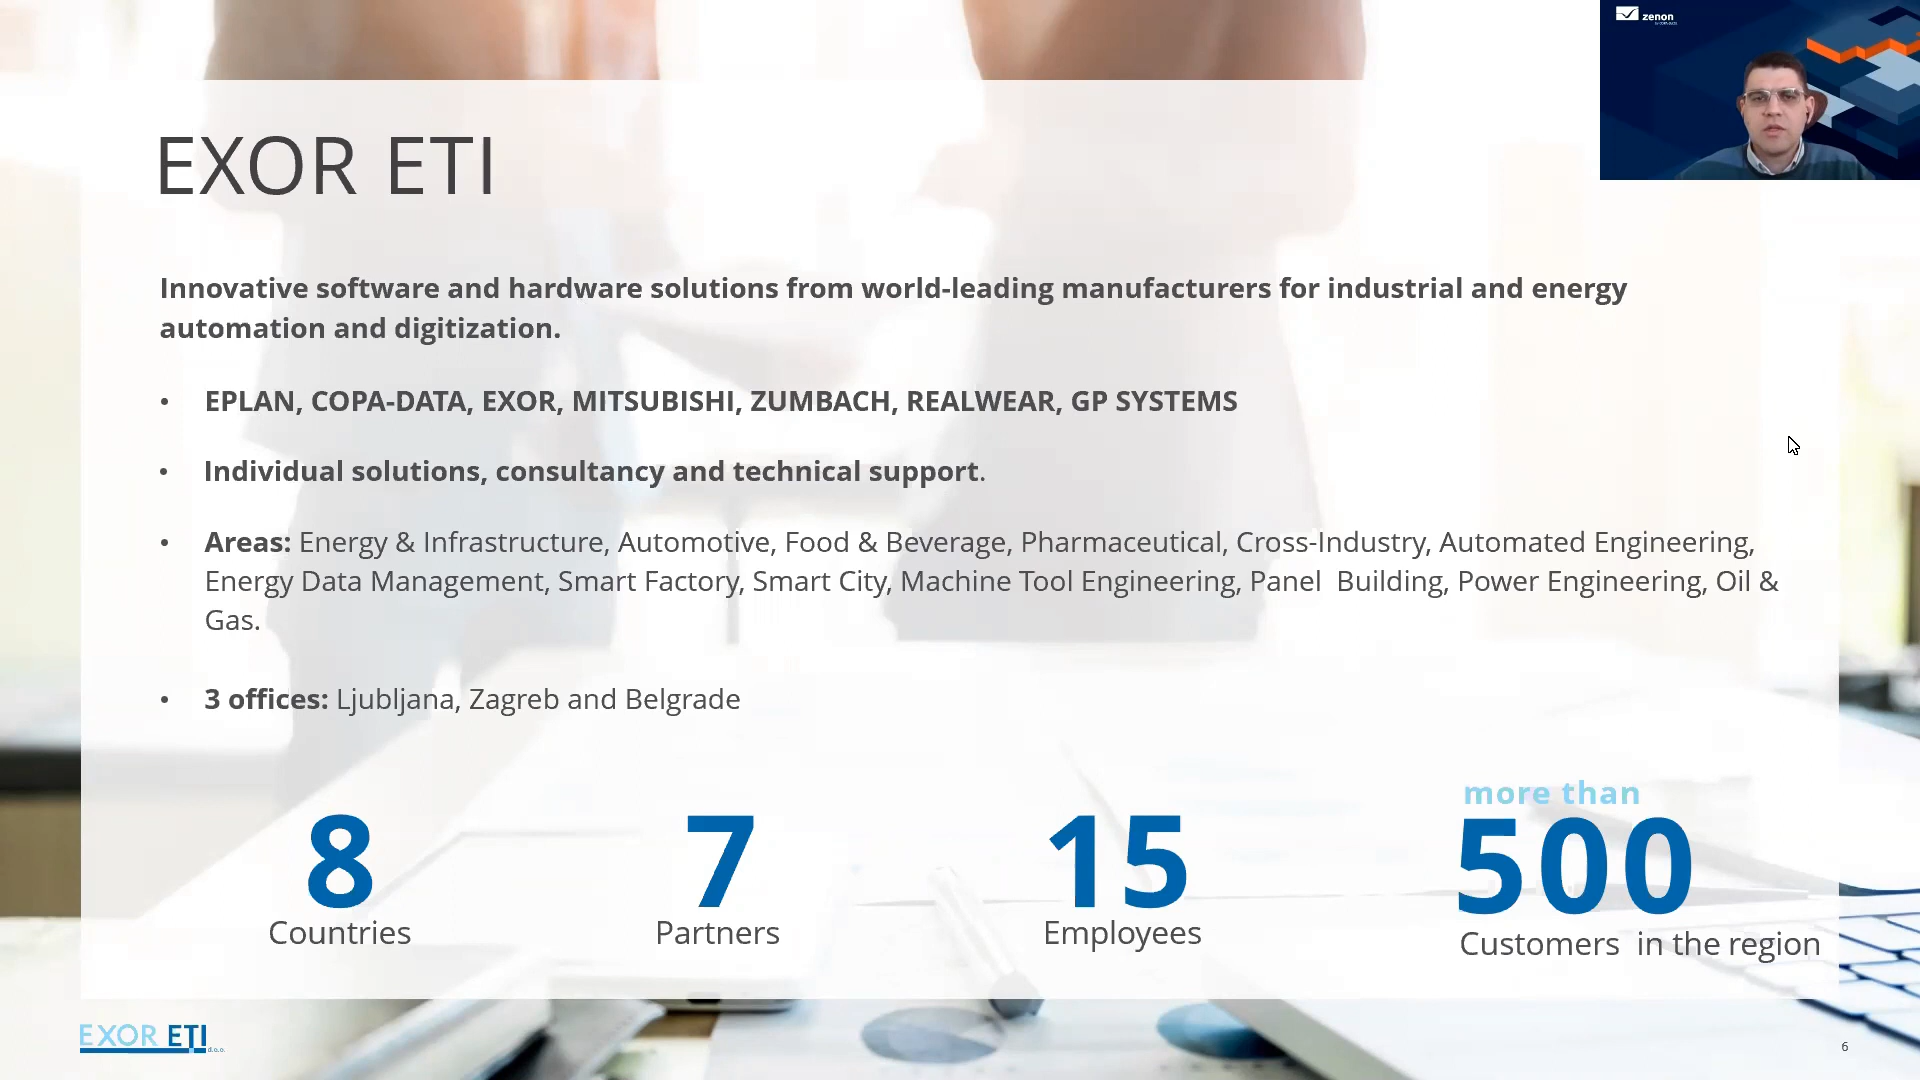 zenon
EXOR ETI
Innovative software and hardware solutions from world-leading manufacturers for industrial and energy
automation and digitization.
• EPLAN, COPA-DATA, EXOR, MITSUBISHI, ZUMBACH, REALWEAR, GP SYSTEMS
• Individual solutions, consultancy and technical support.
• Areas: Energy & Infrastructure, Automotive, Food & Beverage, Pharmaceutical, Cross-Industry, Automated Engineering,
Energy Data Management, Smart Factory, Smart City, Machine Tool Engineering, Panel  Building, Power Engineering, Oil &
Gas.
• 3 offices: Ljubljana, Zagreb and Belgrade
8
Countries
7
Partners
15
Employees
more than
500
Customers  in the region
EXOR ETI d.o.o.
6